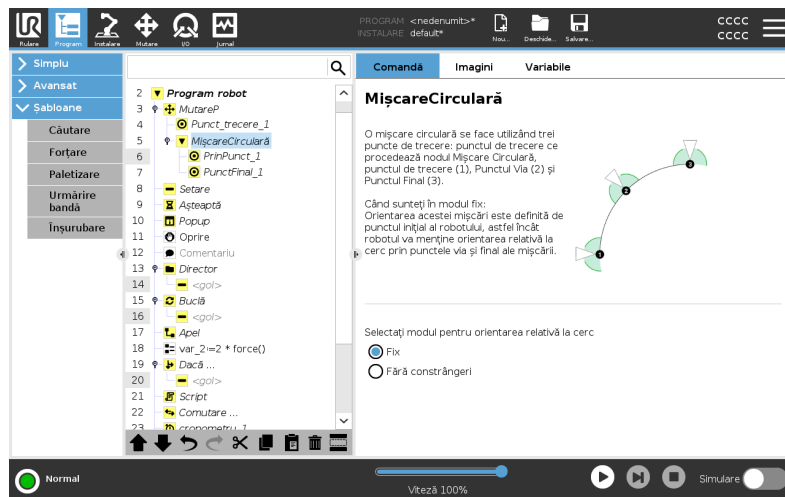 UR
PROGRAM <nedenumit>*
INSTALARE default*
cccc
cccc
Rulare Program Instalare Mutare I/O Jurnal Nou... Deschide... Salvare...
Simplu
Avansat
Șabloane
Căutare
Forțare
Paletizare
Urmărire
bandă
Înșurubare
2 Program robot
3 MutareP
4 Punct_trecere_1
5 MișcareCirculară
6 PrinPunct_1
7 PunctFinal_1
8 Setare
9 Așteaptă
10 Popup
11 Oprire
12 Comentariu
13 Director
14 <gol>
15 Buclă
16 <gol>
17 Apel
18 var_2≔2 * force()
19 Dacă ...
20 <gol>
21 Script
22 Comutare ...
23 cronometru_1
Comandă Imagini Variabile
MișcareCirculară
O mișcare circulară se face utilizând trei
puncte de trecere: punctul de trecere ce
procedează nodul Mișcare Circulară,
punctul de trecere (1), Punctul Via (2) și
Punctul Final (3).
Când sunteți în modul fix:
Orientarea acestei mișcări este definită de
punctul inițial al robotului, astfel încât
robotul va menține orientarea relativă la
cerc prin punctele via și final ale mișcării.
1
2
3
Selectați modul pentru orientarea relativă la cerc
Fix
Fără constrângeri
Normal
Viteză 100%
Simulare